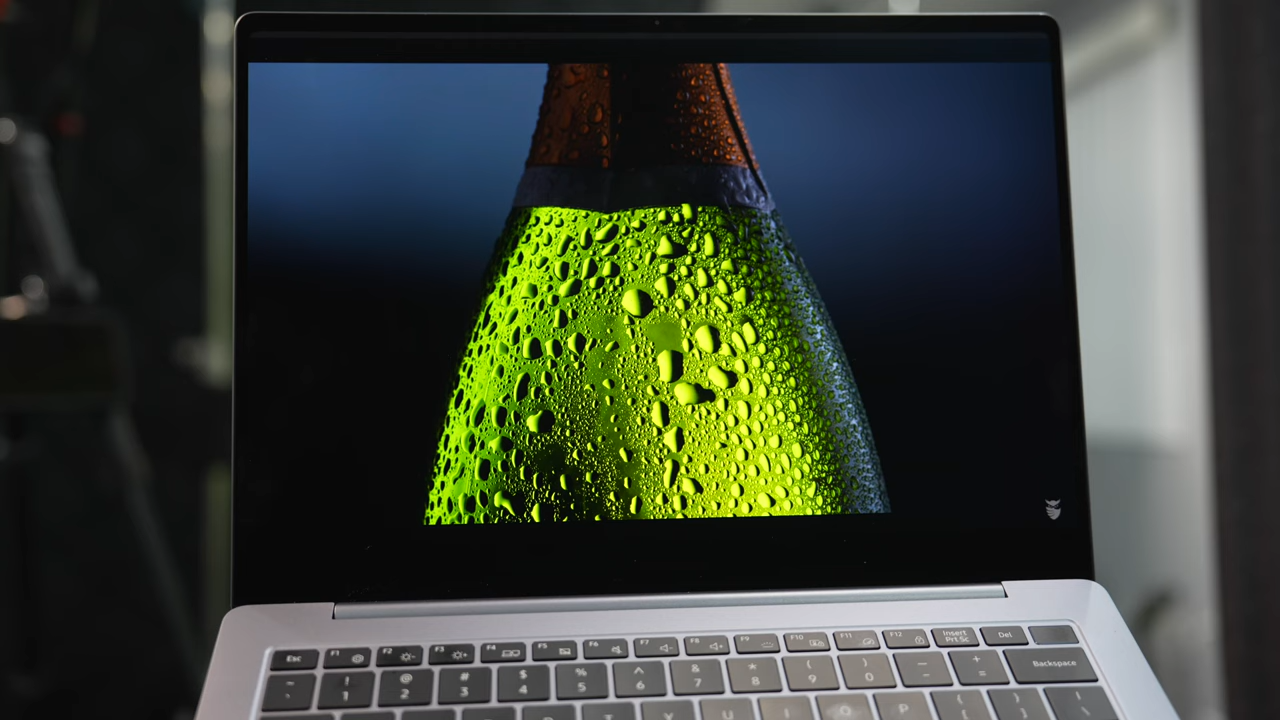 Esc F1 F2 F3 F4 F5 F6 F7 F8 F9 F10 F11 F12 Insert Prt Sc Del
~ ` ! 1 @ 2 # 3 $ 4 % 5 ^ 6 & 7 * 8 ( 9 ) 0 _ - + = Backspace
U I O P { [ } ] | \